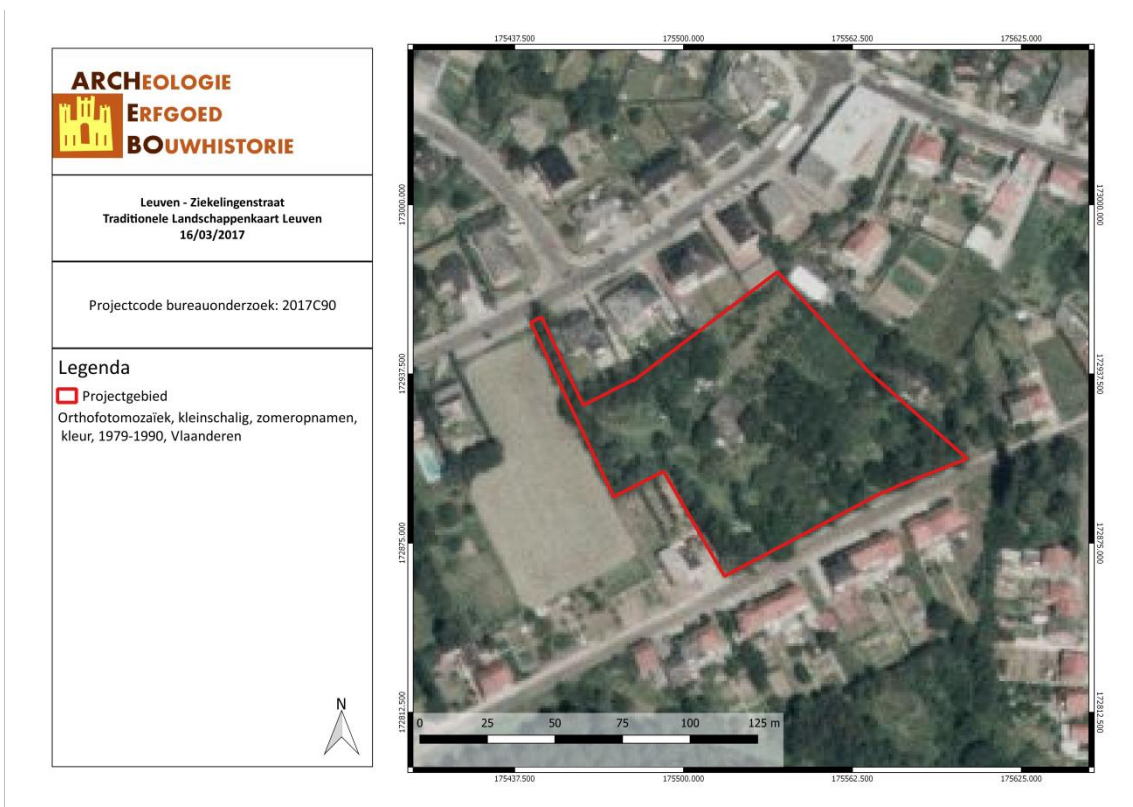 ARCHEOLOGIE
ERFGOED
BOUWHISTORIE
Leuven - Ziekelingenstraat
Traditionele Landschappenkaart Leuven
16/03/2017
Projectcode bureauonderzoek: 2017C90
Legenda
Projectgebied
Orthofotomozaïek, kleinschalig, zomeropnamen,
kleur, 1979-1990, Vlaanderen
N
175437.500 175500.000 175562.500 175625.000
173000.000 173000.000
172937.500 172937.500
172875.000 172875.000
172812.500 172812.500
0 25 50 75 100 125 m
175437.500 175500.000 175562.500 175625.000